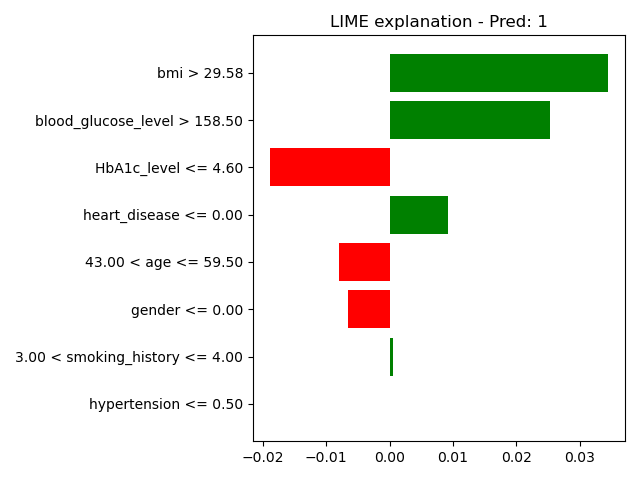 LIME explanation - Pred: 1
bmi > 29.58
blood_glucose_level > 158.50
HbA1c_level <= 4.60
heart_disease <= 0.00
43.00 < age <= 59.50
gender <= 0.00
3.00 < smoking_history <= 4.00
hypertension <= 0.50
−0.02 −0.01 0.00 0.01 0.02 0.03